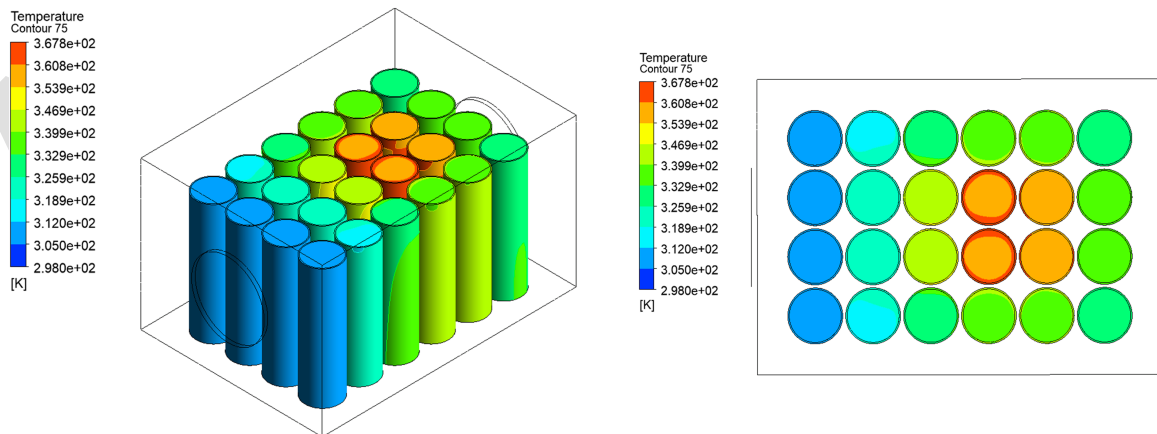 Temperature
Contour 75
3.678e+02
3.608e+02
3.539e+02
3.469e+02
3.399e+02
3.329e+02
3.259e+02
3.189e+02
3.120e+02
3.050e+02
2.980e+02
[K]
Temperature
Contour 75
3.678e+02
3.608e+02
3.539e+02
3.469e+02
3.399e+02
3.329e+02
3.259e+02
3.189e+02
3.120e+02
3.050e+02
2.980e+02
[K]